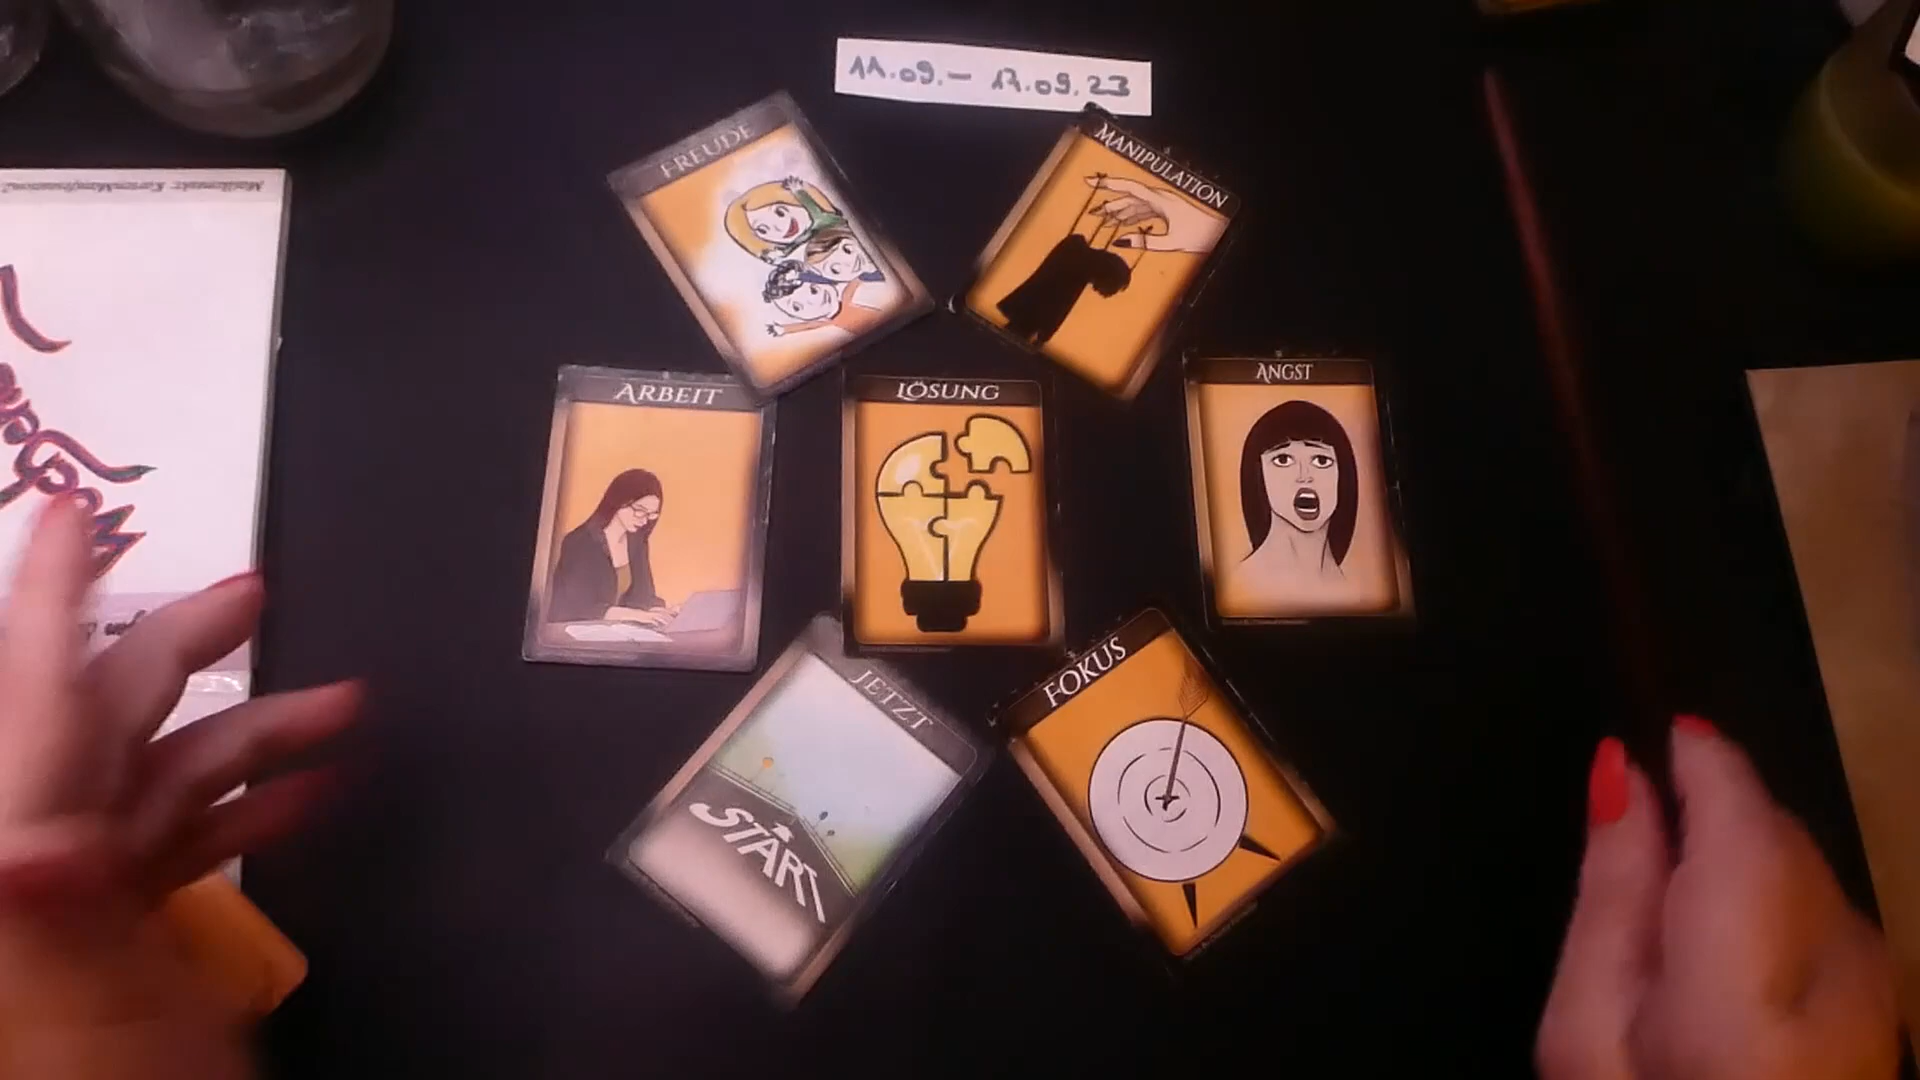 11.09. – 17.09.23
FREUDE
MANIPULATION
ARBEIT
LÖSUNG
ANGST
JETZT
START
FOKUS